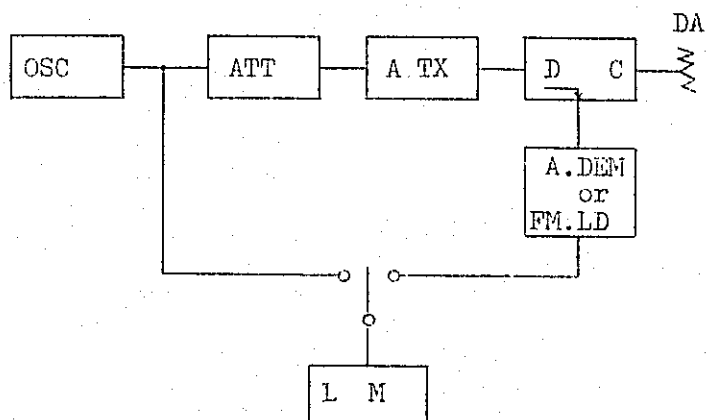 DA
OSC
ATT
A.TX
D C
A.DEM
or
FM.LD
L M